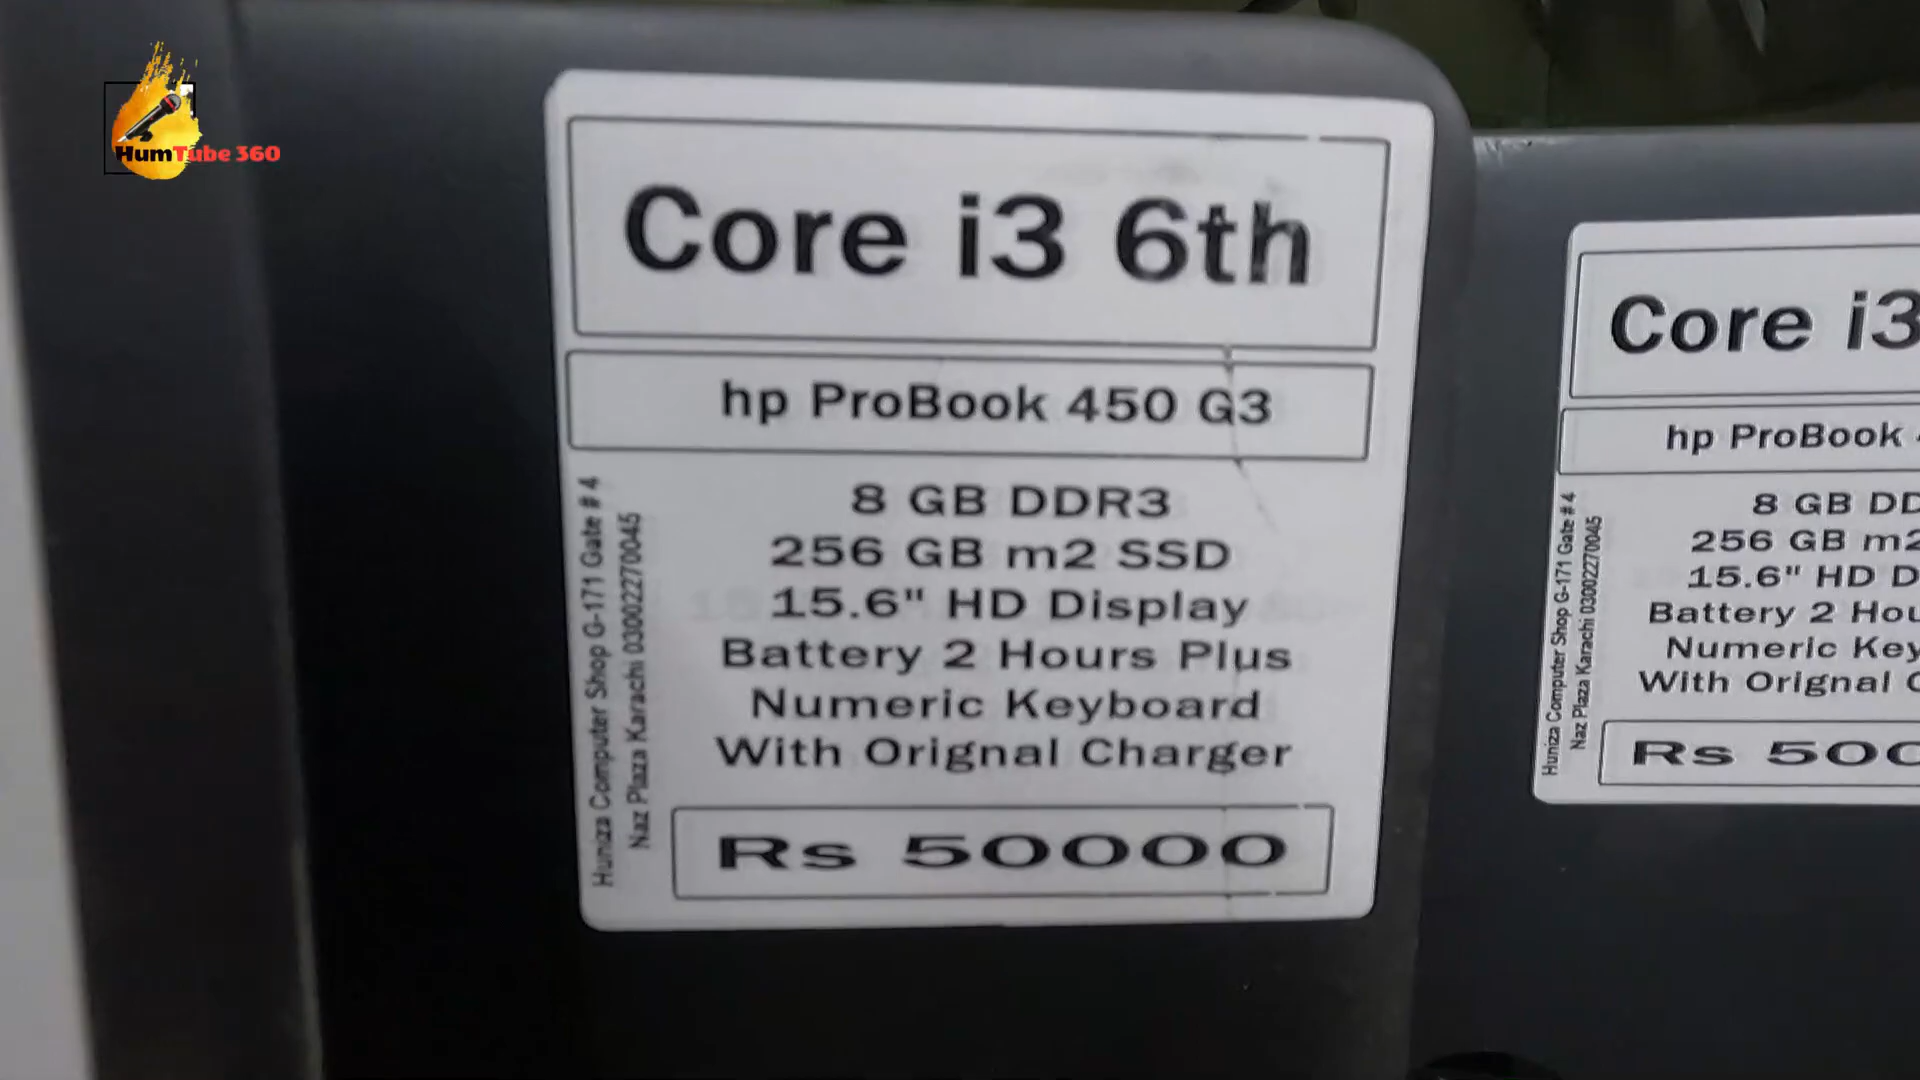 HumTube 360
Core i3 6th
hp ProBook 450 G3
8 GB DDR3
256 GB m2 SSD
15.6" HD Display
Battery 2 Hours Plus
Numeric Keyboard
With Orignal Charger
Rs 50000
Huniza Computer Shop G-171 Gate # 4
Naz Plaza Karachi 03002270045
Core i3
hp ProBook
8 GB DD
256 GB m2
15.6" HD D
Battery 2 Hou
Numeric Key
With Orignal C
Rs 500
Huniza Computer Shop G-171 Gate # 4
Naz Plaza Karachi 03002270045